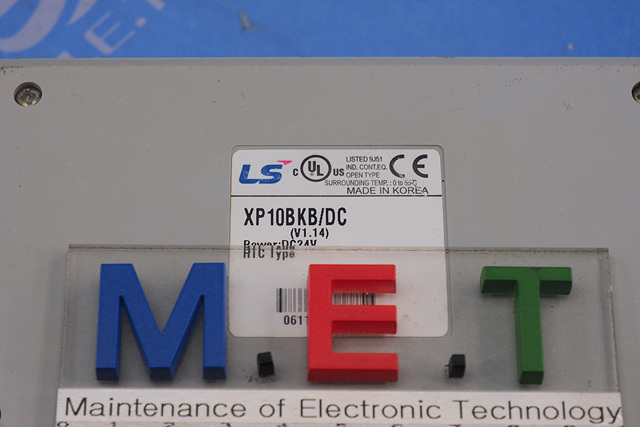 LS c UL US LISTED 9J51
IND. CONT.EQ.
OPEN TYPE
CE
SURROUNDING TEMP. : 0 to 55°C
MADE IN KOREA
XP10BKB/DC
(V1.14)
Power:DC24V
RTC Type
0611
M.E.T
Maintenance of Electronic Technology